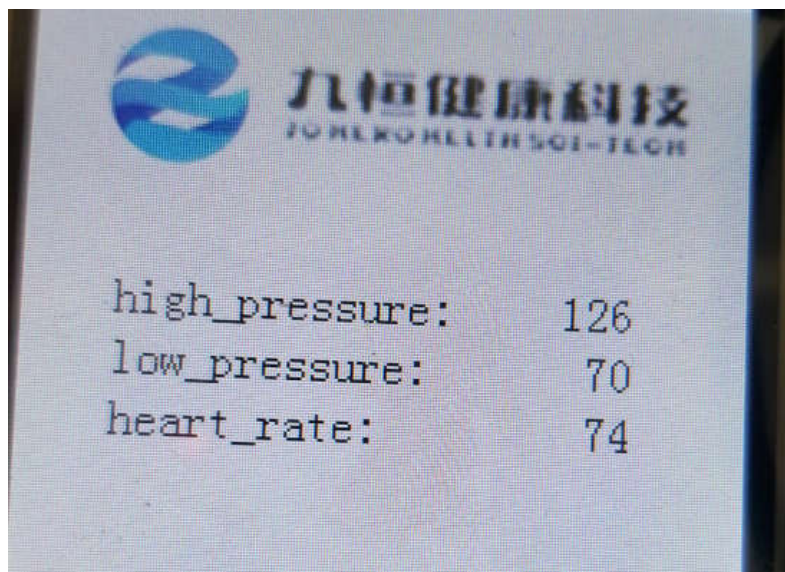 九恒健康科技
high_pressure: 126
low_pressure: 70
heart_rate: 74